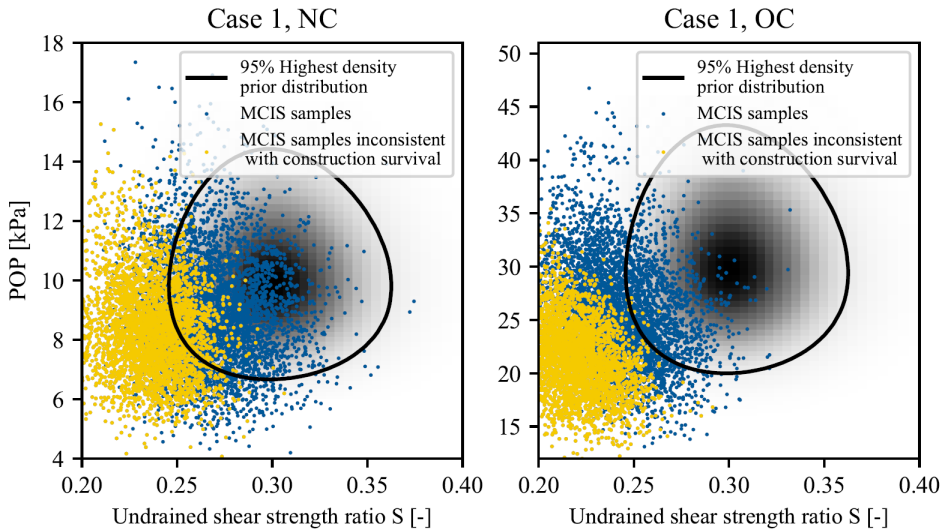 Case 1, NC
18
16
14
12
10
8
6
4
POP [kPa]
95% Highest density
prior distribution
MCIS samples
MCIS samples inconsistent
with construction survival
0.20
0.25
0.30
0.35
0.40
Undrained shear strength ratio S [-]
Case 1, OC
50
45
40
35
30
25
20
15
95% Highest density
prior distribution
MCIS samples
MCIS samples inconsistent
with construction survival
0.20
0.25
0.30
0.35
0.40
Undrained shear strength ratio S [-]